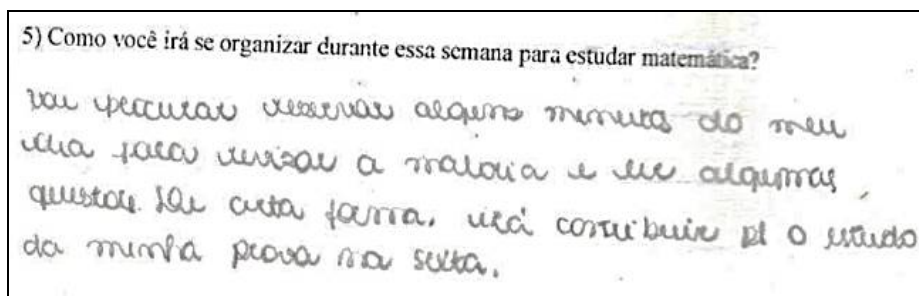 5) Como você irá se organizar durante essa semana para estudar matemática?
vou procurar reservar alguns minutos do meu
dia para revisar a matéria e ler algumas
questões. De certa forma, irá contribuir p/ o estudo
da minha prova na sexta.